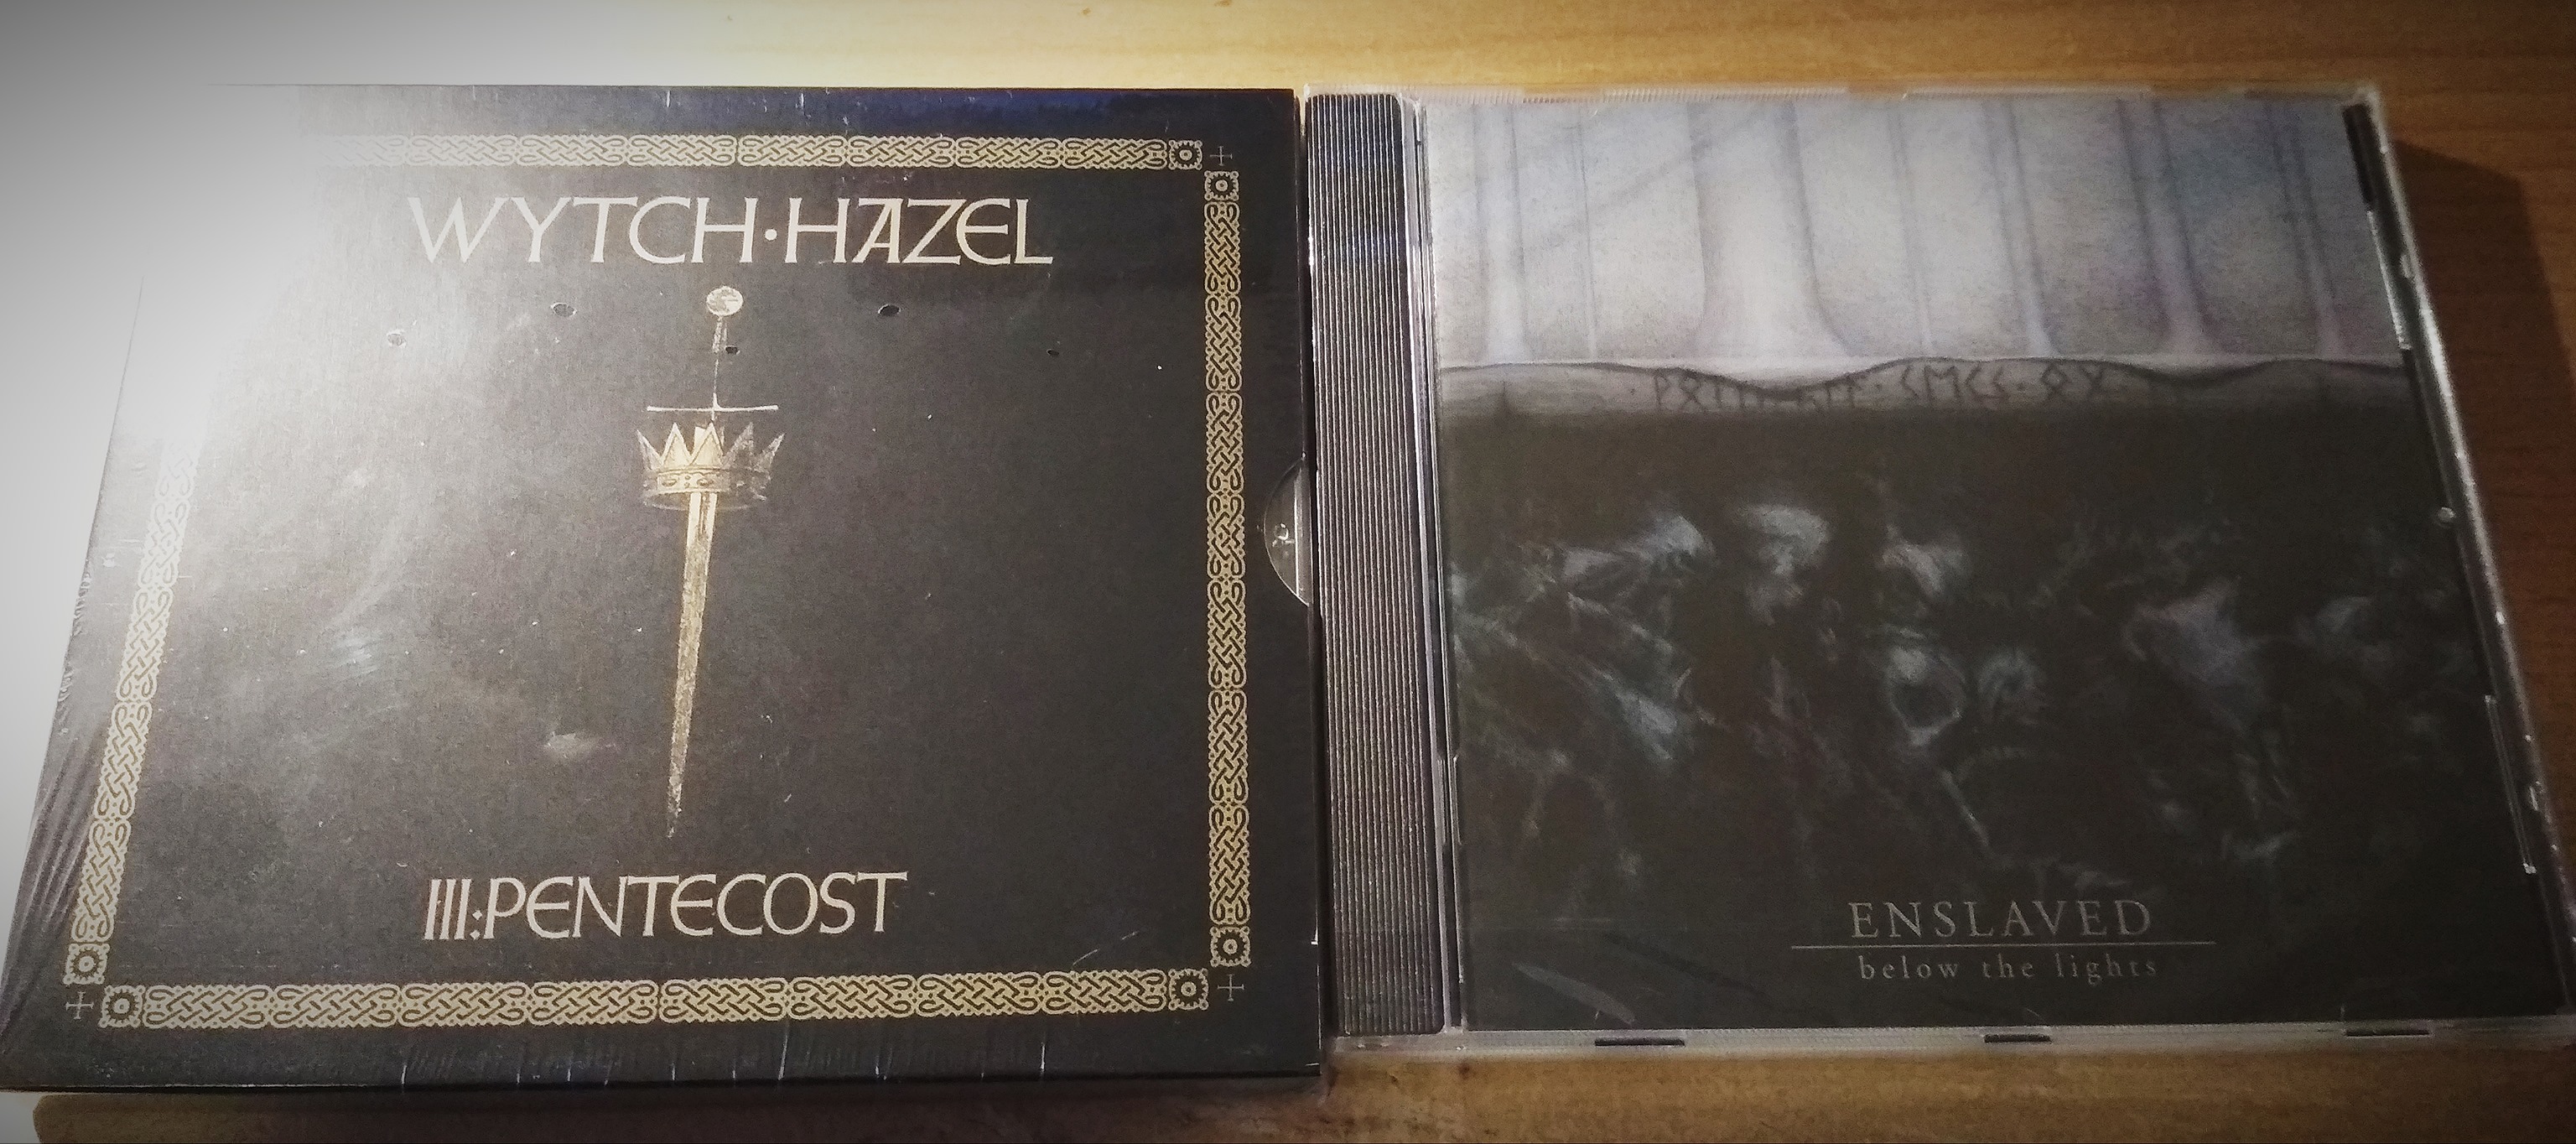 WYTCH·HAZEL
III:PENTECOST
ENSLAVED
below the lights